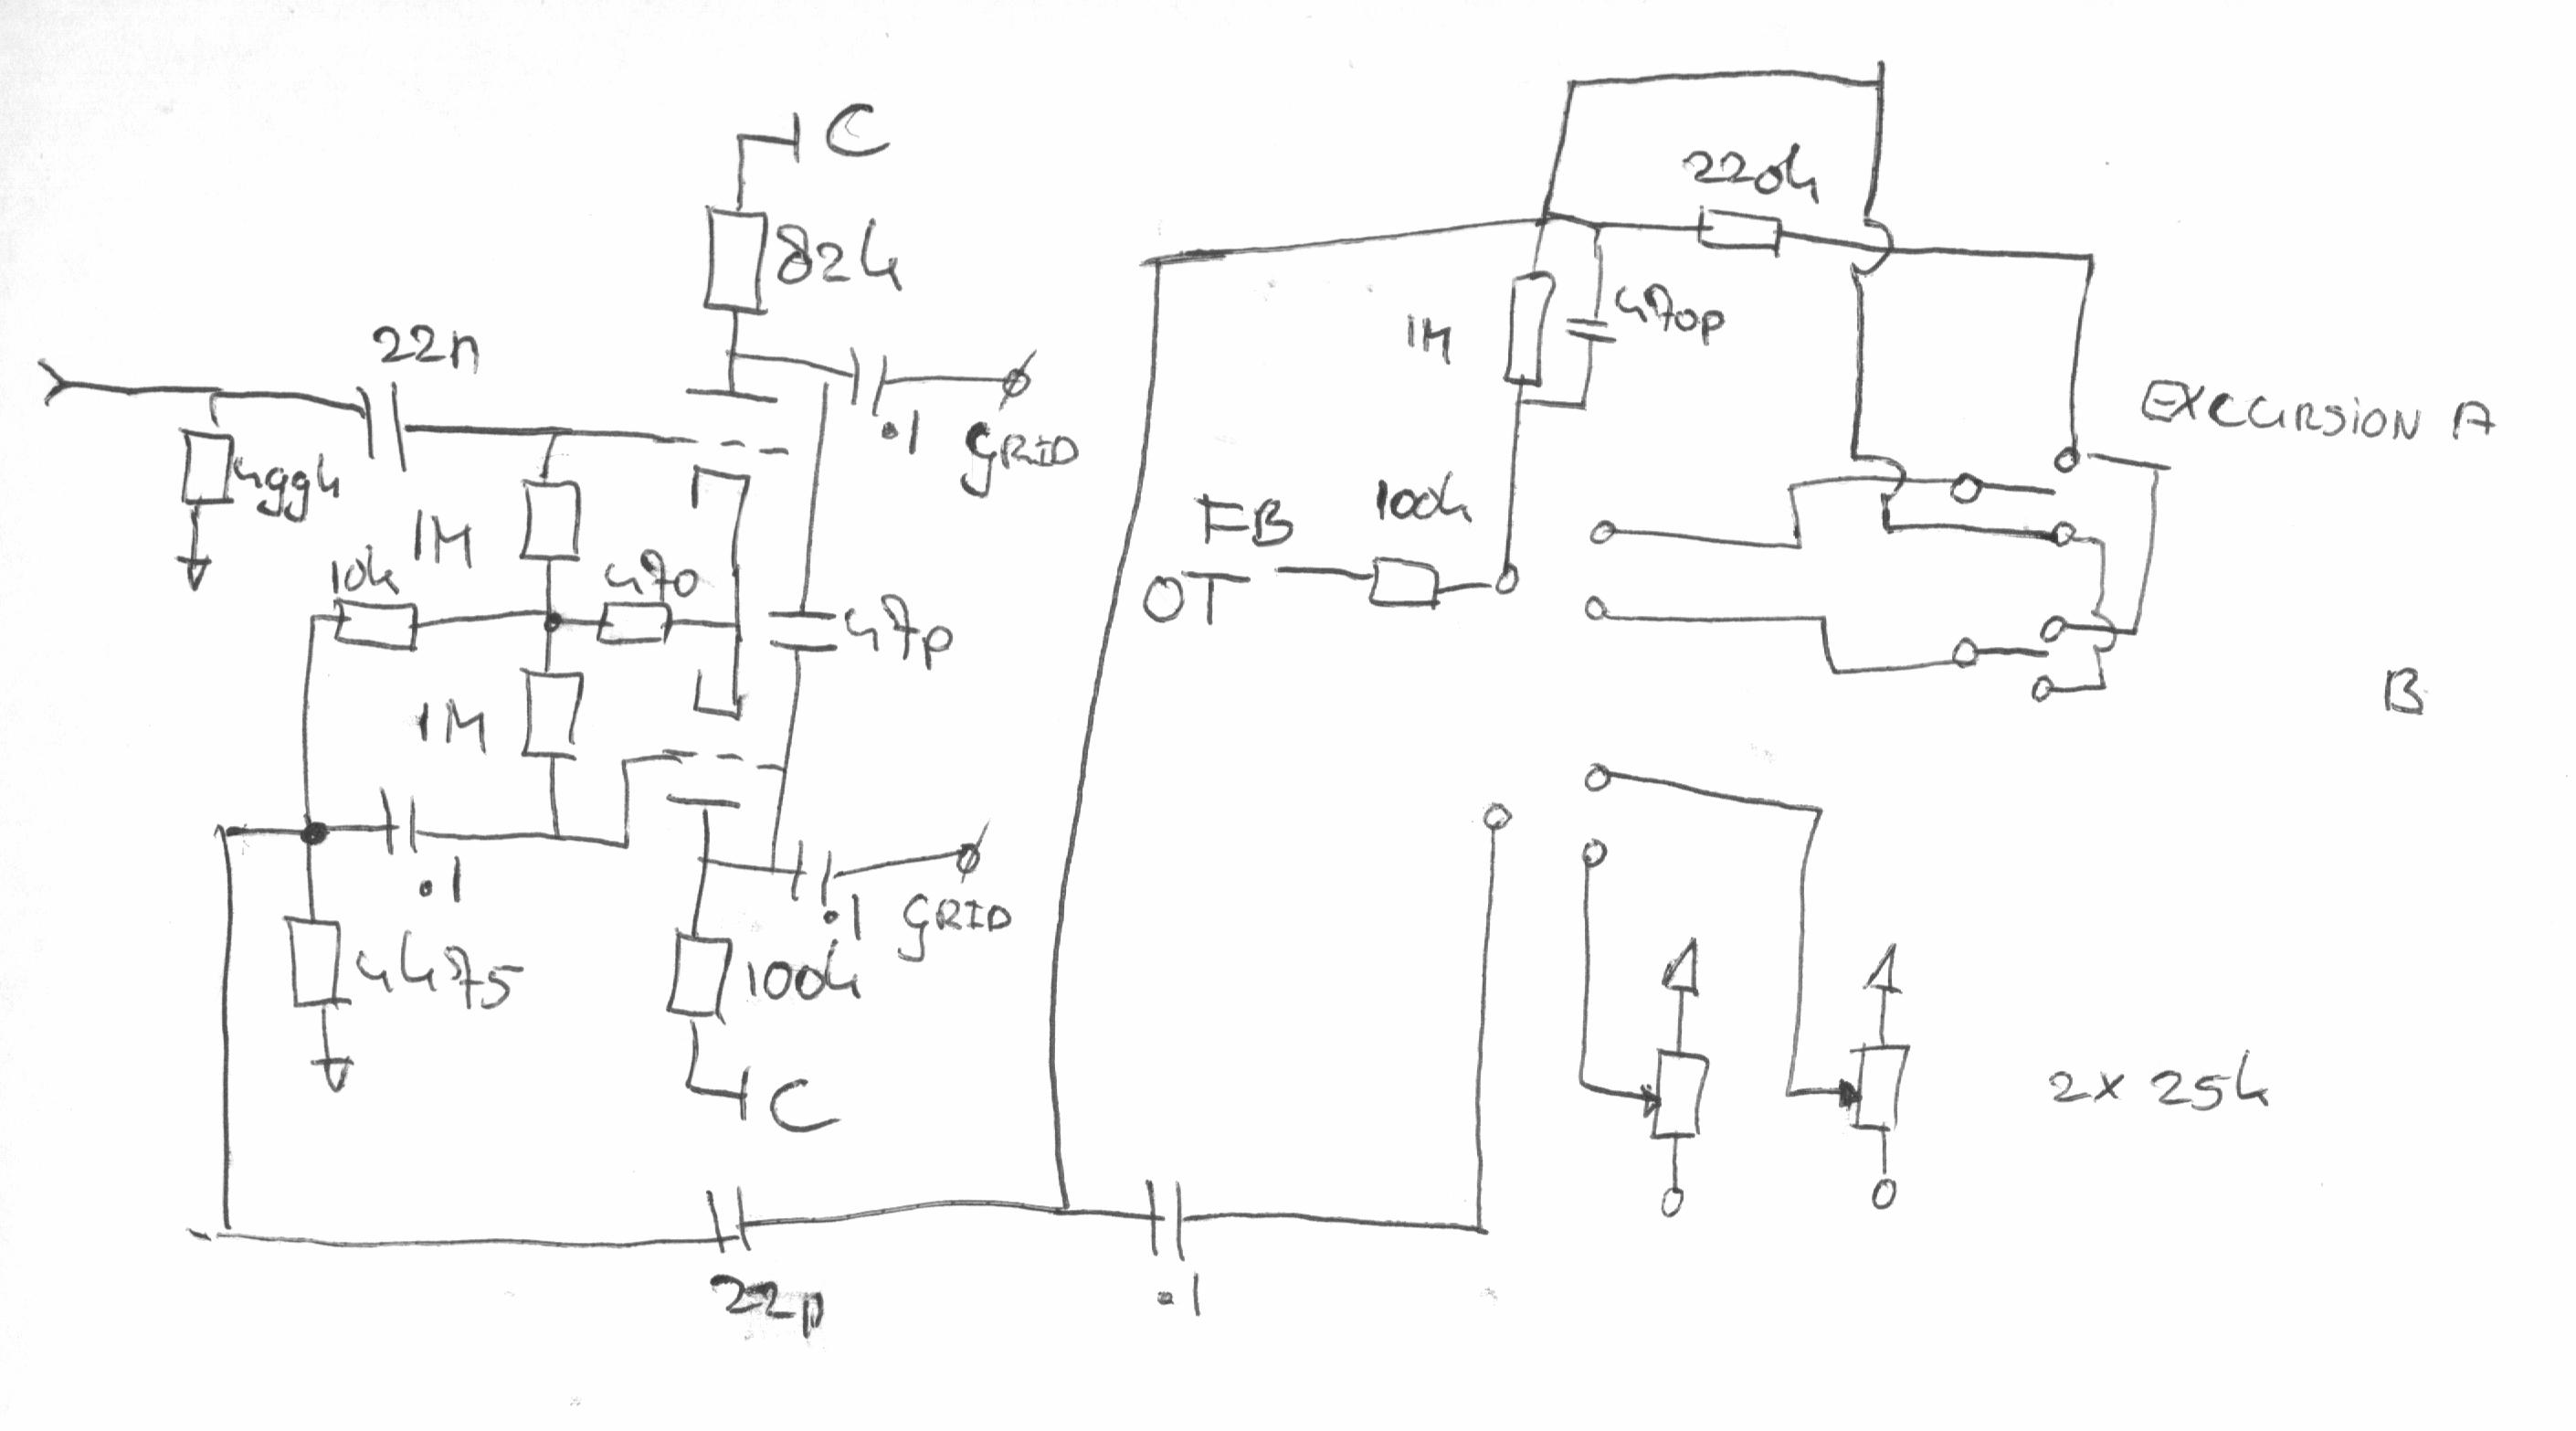 C
82k
22n
.1
GRID
499k
1M
10k
470
47p
1M
.1
.1
GRID
4k475
100k
C
22p
.1
220k
1M
470p
EXCURSION A
FB
OT
100k
B
2x 25k